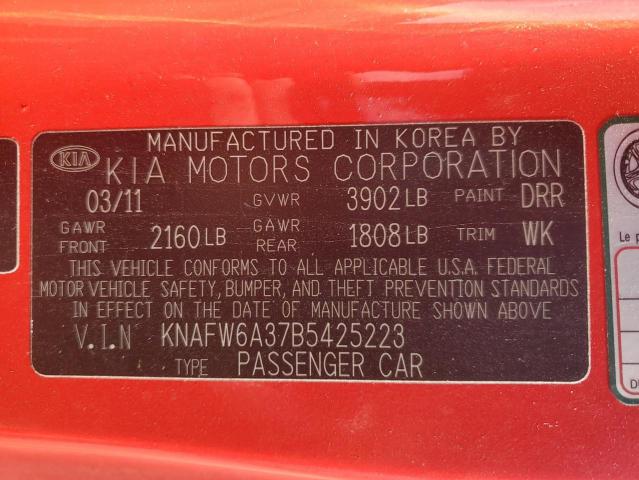 MANUFACTURED IN KOREA BY
KIA KIA MOTORS CORPORATION
03/11 GVWR 3902LB PAINT DRR
GAWR FRONT 2160LB GAWR REAR 1808LB TRIM WK
THIS VEHICLE CONFORMS TO ALL APPLICABLE U.S.A. FEDERAL
MOTOR VEHICLE SAFETY, BUMPER, AND THEFT PREVENTION STANDARDS
IN EFFECT ON THE DATE OF MANUFACTURE SHOWN ABOVE
V.I.N KNAFW6A37B5425223
TYPE PASSENGER CAR
Le